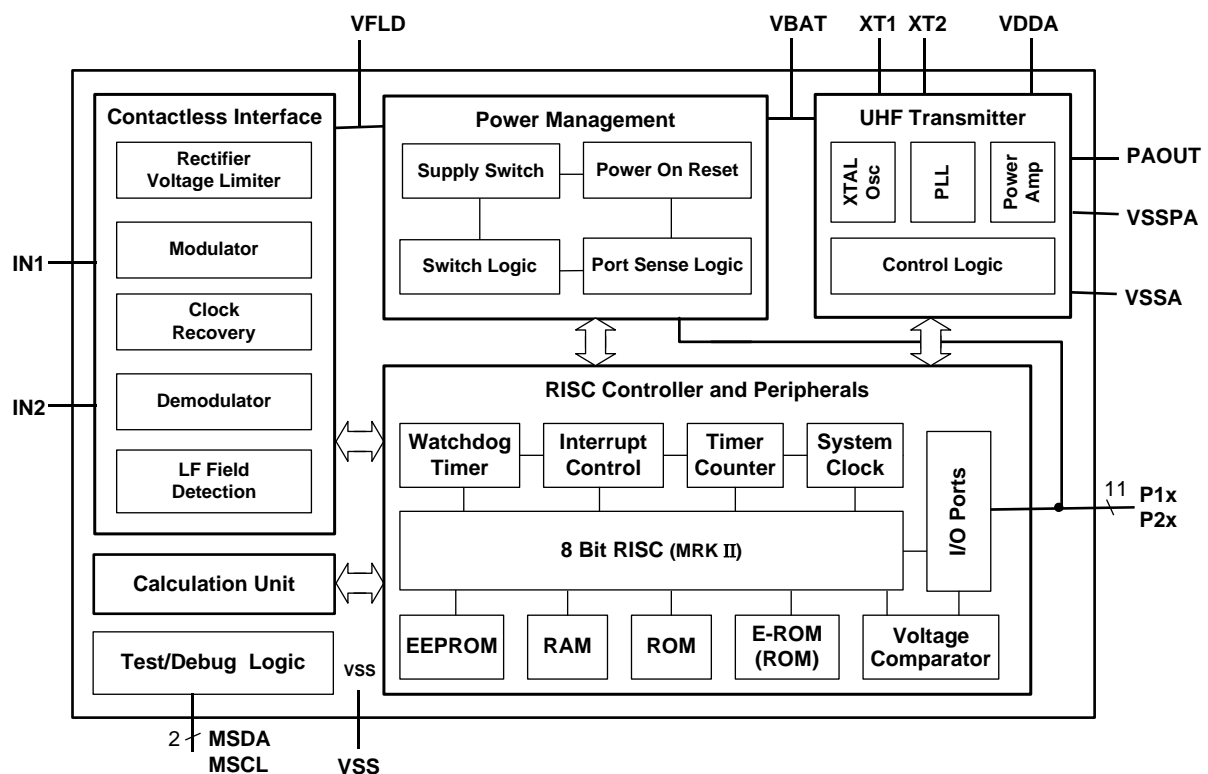 VFLD
VBAT
XT1
XT2
VDDA
Contactless Interface
Rectifier
Voltage Limiter
Modulator
Clock
Recovery
Demodulator
LF Field
Detection
IN1
IN2
Power Management
Supply Switch
Power On Reset
Switch Logic
Port Sense Logic
UHF Transmitter
XTAL
Osc
PLL
Power
Amp
Control Logic
PAOUT
VSSPA
VSSA
RISC Controller and Peripherals
Watchdog
Timer
Interrupt
Control
Timer
Counter
System
Clock
I/O Ports
8 Bit RISC (MRK II)
EEPROM
RAM
ROM
E-ROM
(ROM)
Voltage
Comparator
11
P1x
P2x
Calculation Unit
Test/Debug Logic
VSS
2
MSDA
MSCL
VSS